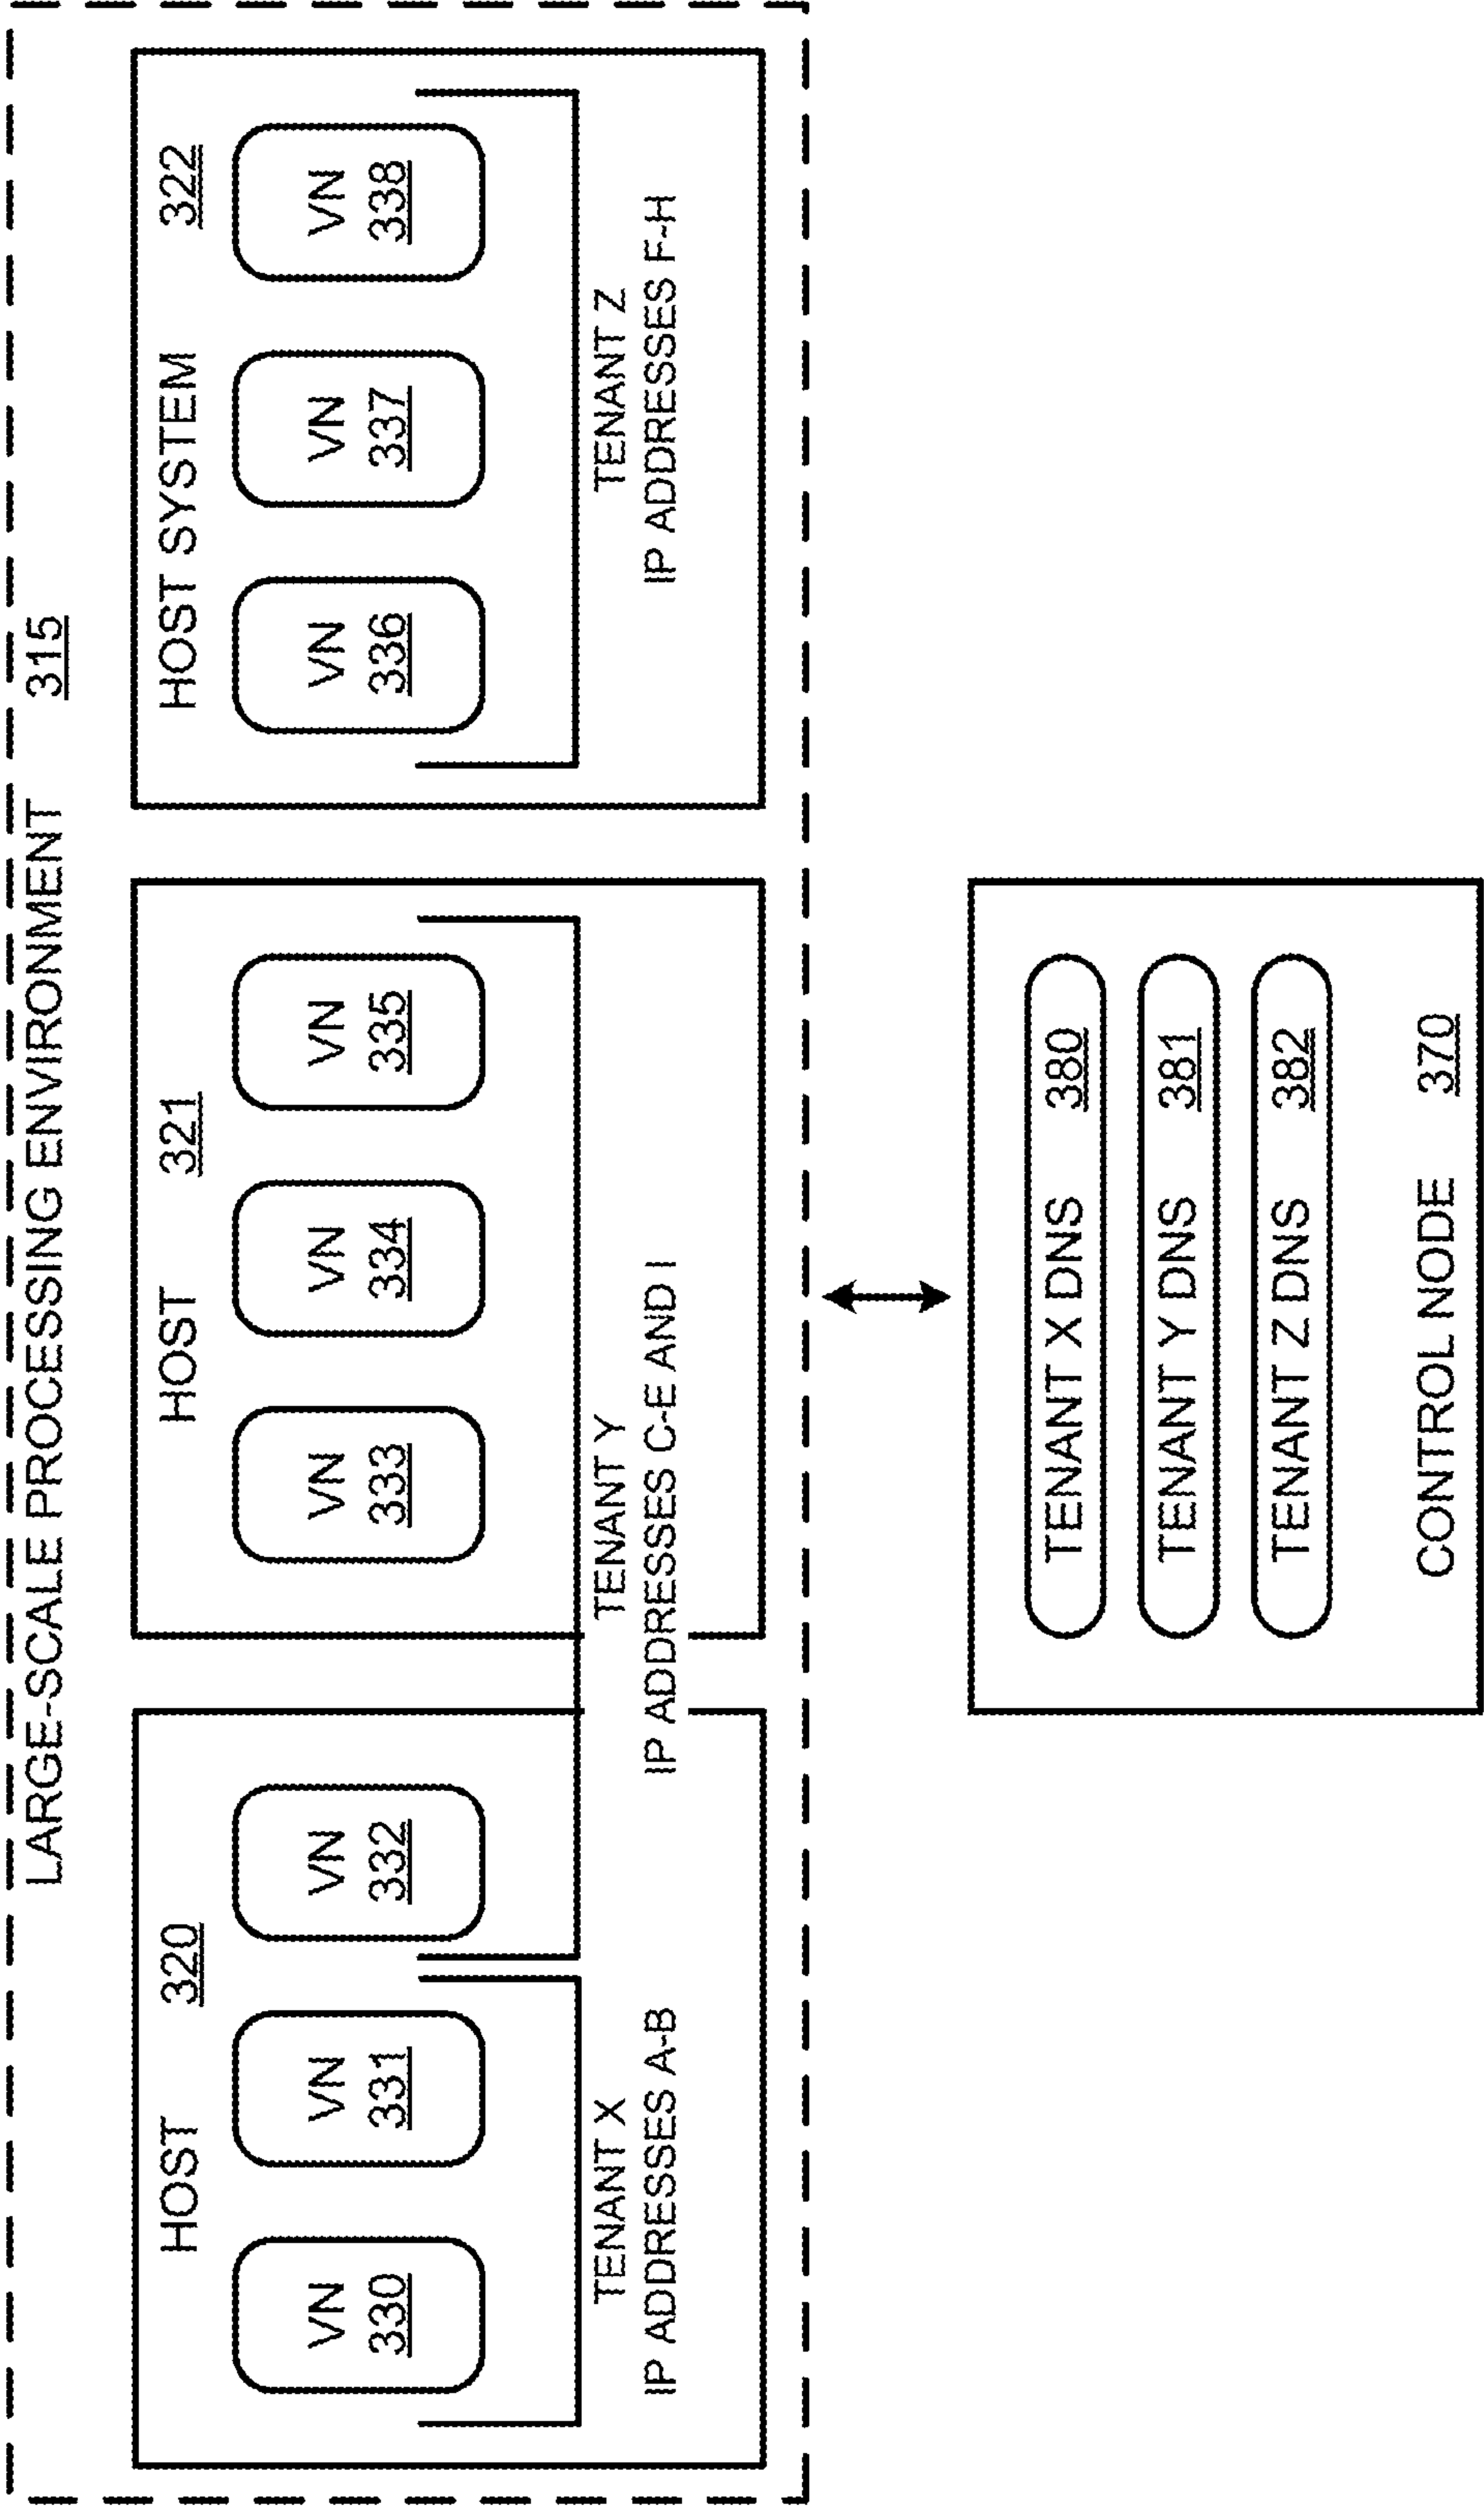 LARGE-SCALE PROCESSING ENVIRONMENT 315
HOST 320
VN 330
VN 331
VN 332
TENANT X
IP ADDRESSES A-B
HOST 321
VN 333
VN 334
VN 335
TENANT Y
IP ADDRESSES C-E AND I
HOST SYSTEM 322
VN 336
VN 337
VN 338
TENANT Z
IP ADDRESSES F-H
TENANT X DNS 380
TENANT Y DNS 381
TENANT Z DNS 382
CONTROL NODE 370